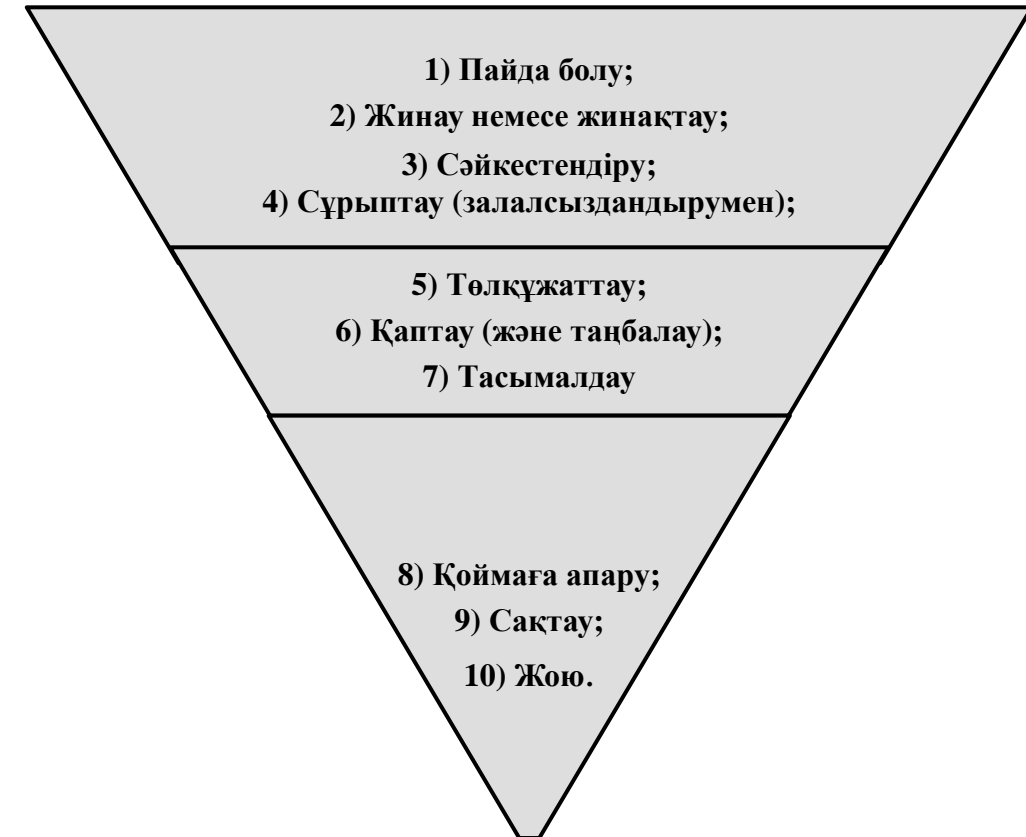 1) Пайда болу;
2) Жинау немесе жинақтау;
3) Сәйкестендіру;
4) Сұрыптау (залалсыздандырумен);
5) Төлқұжаттау;
6) Қаптау (және таңбалау);
7) Тасымалдау
8) Қоймаға апару;
9) Сақтау;
10) Жою.